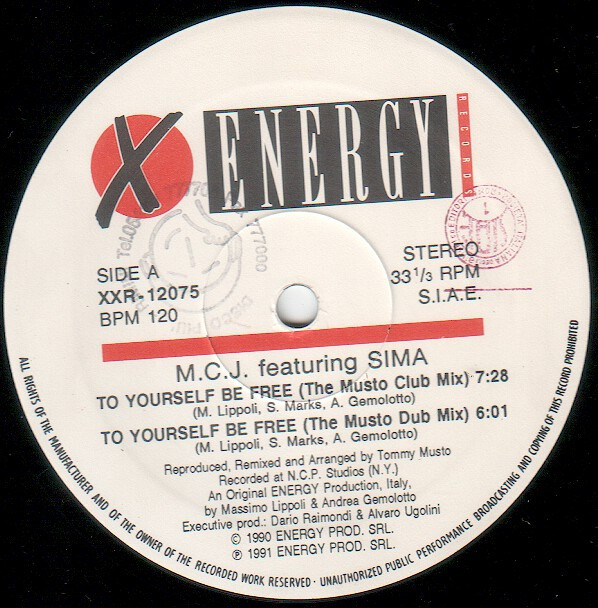 X ENERGY
RECORDS
777000
Tel.06
SIDE A
XXR-12075
BPM 120
STEREO
33 1/3 RPM
S.I.A.E.
M.C.J. featuring SIMA
TO YOURSELF BE FREE (The Musto Club Mix) 7:28
(M. Lippoli, S. Marks, A. Gemolotto)
TO YOURSELF BE FREE (The Musto Dub Mix) 6:01
(M. Lippoli, S. Marks, A. Gemolotto)
Reproduced, Remixed and Arranged by Tommy Musto
Recorded at N.C.P. Studios (N.Y.)
An Original ENERGY Production, Italy,
by Massimo Lippoli & Andrea Gemolotto
Executive prod.: Dario Raimondi & Alvaro Ugolini
© 1990 ENERGY PROD. SRL.
℗ 1991 ENERGY PROD. SRL.
ALL RIGHTS OF THE MANUFACTURER AND OF THE OWNER OF THE RECORDED WORK RESERVED · UNAUTHORIZED PUBLIC PERFORMANCE BROADCASTING AND COPYING OF THIS RECORD PROHIBITED